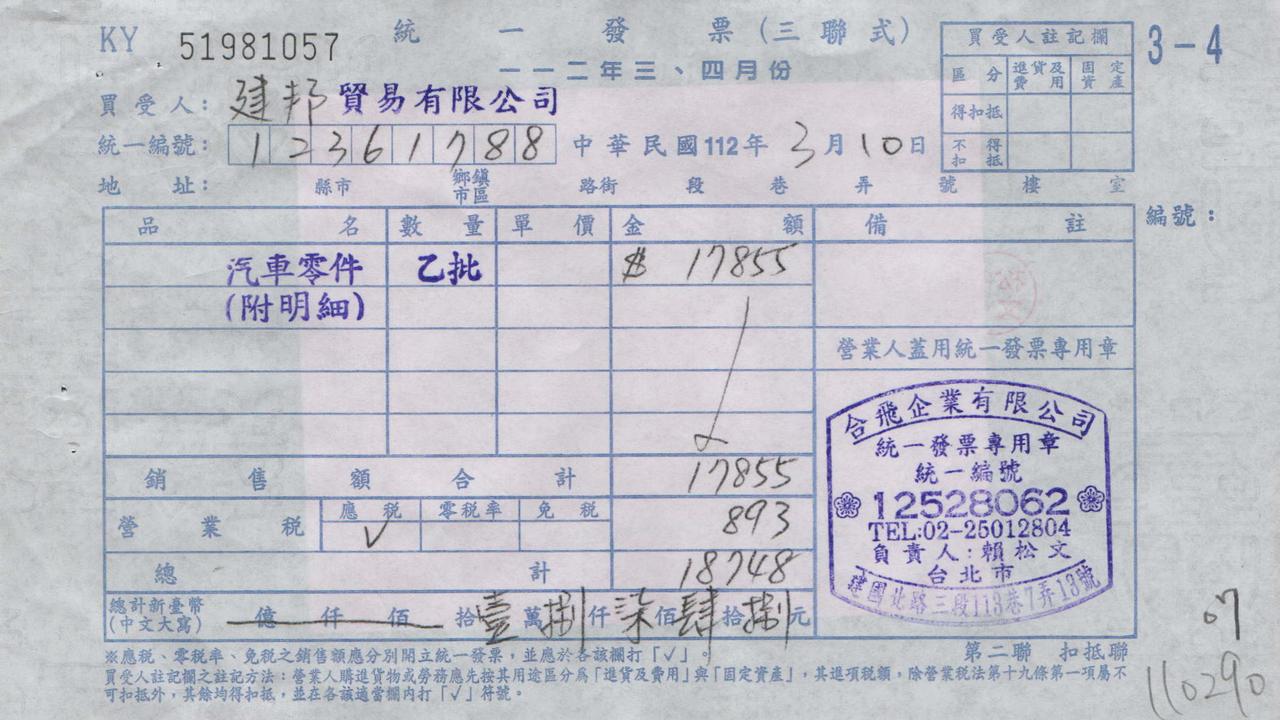 KY 51981057 統一發票(三聯式) 3-4
一一二年三、四月份
買受人: 建邦貿易有限公司
統一編號: 12361788 中華民國112年3月10日
地址: 縣市 鄉鎮市區 路街 段 巷 弄 號 樓 室
買受人註記欄
區分 進貨及費用 固定資產
得扣抵
不得扣抵
編號:
品名 數量 單價 金額 備註
汽車零件 乙批 $ 17855
(附明細)
營業人蓋用統一發票專用章
銷售額合計 17855
營業稅 應稅 零稅率 免稅 893
√
總計 18748
總計新臺幣 億 仟 佰 拾壹萬捌仟柒佰肆拾捌元
(中文大寫)
合飛企業有限公司
統一發票專用章
統一編號
12528062
TEL:02-25012804
負責人:賴松文
台北市
建國北路三段113巷7弄13號
第二聯 扣抵聯
※應稅、零稅率、免稅之銷售額應分別開立統一發票,並應於各該欄打「√」。
買受人註記欄之註記方法:營業人購進貨物或勞務應先按其用途區分為「進貨及費用」與「固定資產」,其進項稅額,除營業稅法第十九條第一項屬不
可扣抵外,其餘均得扣抵,並在各該適當欄內打「√」符號。
07
110290